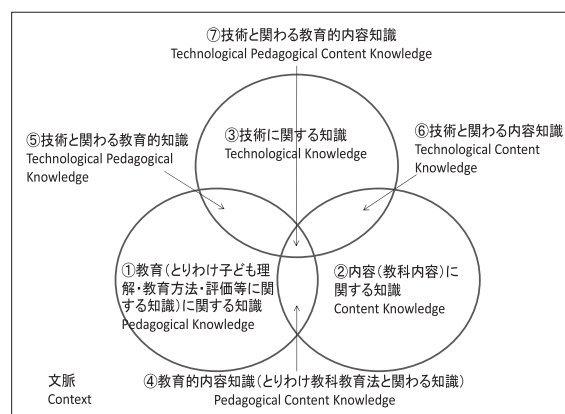 ⑦技術と関わる教育的内容知識
Technological Pedagogical Content Knowledge
⑤技術と関わる教育的知識
Technological Pedagogical
Knowledge
③技術に関する知識
Technological Knowledge
⑥技術と関わる内容知識
Technological Content
Knowledge
①教育(とりわけ子ども理
解・教育方法・評価等に関
する知識)に関する知識
Pedagogical Knowledge
②内容(教科内容)に
関する知識
Content Knowledge
文脈
Context
④教育的内容知識(とりわけ教科教育法と関わる知識)
Pedagogical Content Knowledge